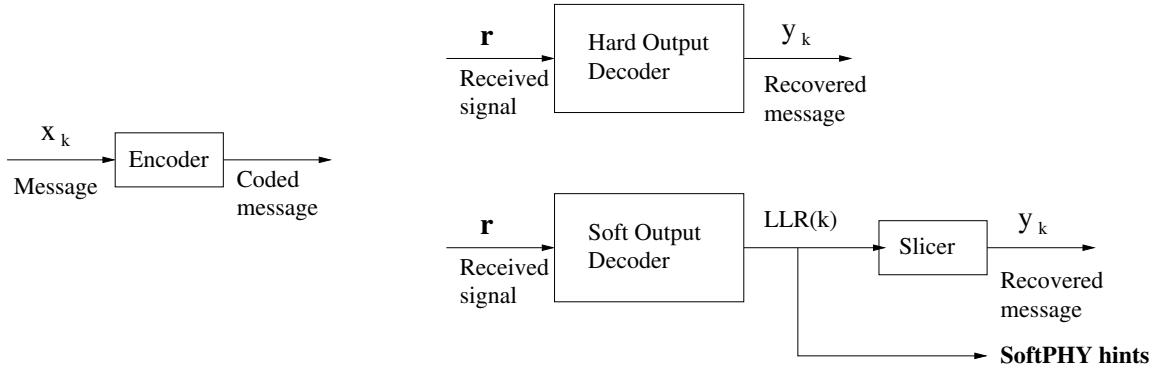 x k
Encoder
Message
Coded
message
r
Received
signal
Hard Output
Decoder
y k
Recovered
message
r
Received
signal
Soft Output
Decoder
LLR(k)
Slicer
y k
Recovered
message
SoftPHY hints